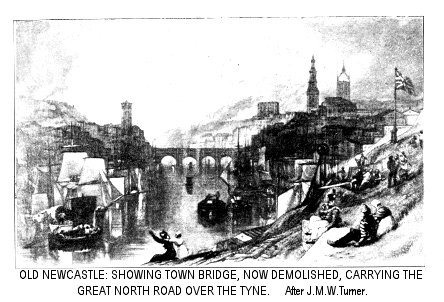 OLD NEWCASTLE: SHOWING TOWN BRIDGE, NOW DEMOLISHED, CARRYING THE
GREAT NORTH ROAD OVER THE TYNE. After J.M.W.Turner.